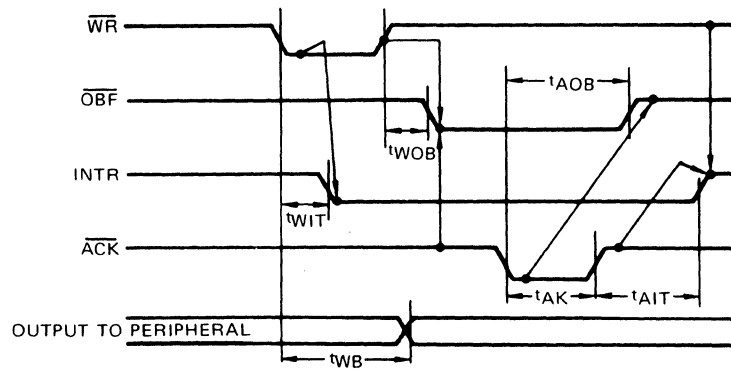 WR
tAOB
OBF
tWOB
INTR
tWIT
ACK
tAK
tAIT
OUTPUT TO PERIPHERAL
tWB